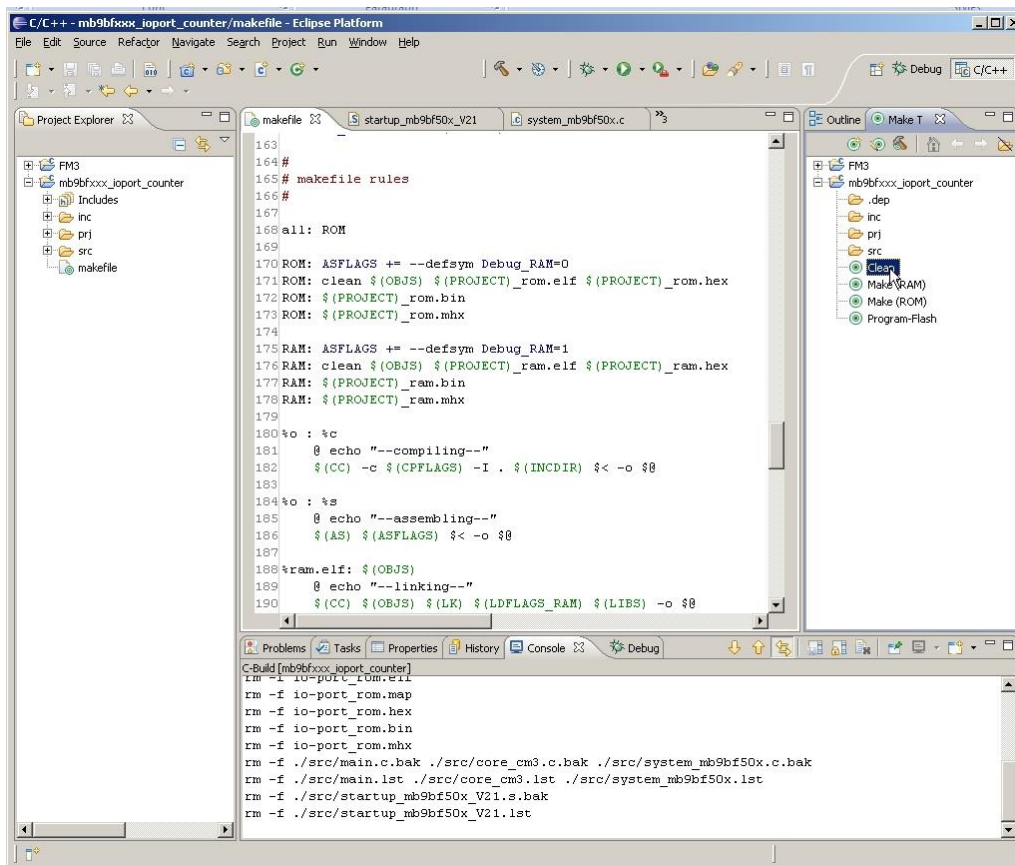 C/C++ - mb9bfxxx_ioport_counter/makefile - Eclipse Platform
File Edit Source Refactor Navigate Search Project Run Window Help
Debug C/C++
Project Explorer
FM3
mb9bfxxx_ioport_counter
Includes
inc
prj
src
makefile
makefile startup_mb9bf50x_V21 system_mb9bf50x.c »3
163
164 #
165 # makefile rules
166 #
167
168 all: ROM
169
170 ROM: ASFLAGS += --defsym Debug_RAM=0
171 ROM: clean $(OBJS) $(PROJECT)_rom.elf $(PROJECT)_rom.hex
172 ROM: $(PROJECT)_rom.bin
173 ROM: $(PROJECT)_rom.mhx
174
175 RAM: ASFLAGS += --defsym Debug_RAM=1
176 RAM: clean $(OBJS) $(PROJECT)_ram.elf $(PROJECT)_ram.hex
177 RAM: $(PROJECT)_ram.bin
178 RAM: $(PROJECT)_ram.mhx
179
180 %o : %c
181 @ echo "--compiling--"
182 $(CC) -c $(CPFLAGS) -I . $(INCDIR) $< -o $@
183
184 %o : %s
185 @ echo "--assembling--"
186 $(AS) $(ASFLAGS) $< -o $@
187
188 %ram.elf: $(OBJS)
189 @ echo "--linking--"
190 $(CC) $(OBJS) $(LK) $(LDFLAGS_RAM) $(LIBS) -o $@
Outline Make T
FM3
mb9bfxxx_ioport_counter
.dep
inc
prj
src
Clean
Make (RAM)
Make (ROM)
Program-Flash
Problems Tasks Properties History Console Debug
C-Build [mb9bfxxx_ioport_counter]
rm -f io-port_rom.elf
rm -f io-port_rom.map
rm -f io-port_rom.hex
rm -f io-port_rom.bin
rm -f io-port_rom.mhx
rm -f ./src/main.c.bak ./src/core_cm3.c.bak ./src/system_mb9bf50x.c.bak
rm -f ./src/main.lst ./src/core_cm3.lst ./src/system_mb9bf50x.lst
rm -f ./src/startup_mb9bf50x_V21.s.bak
rm -f ./src/startup_mb9bf50x_V21.lst